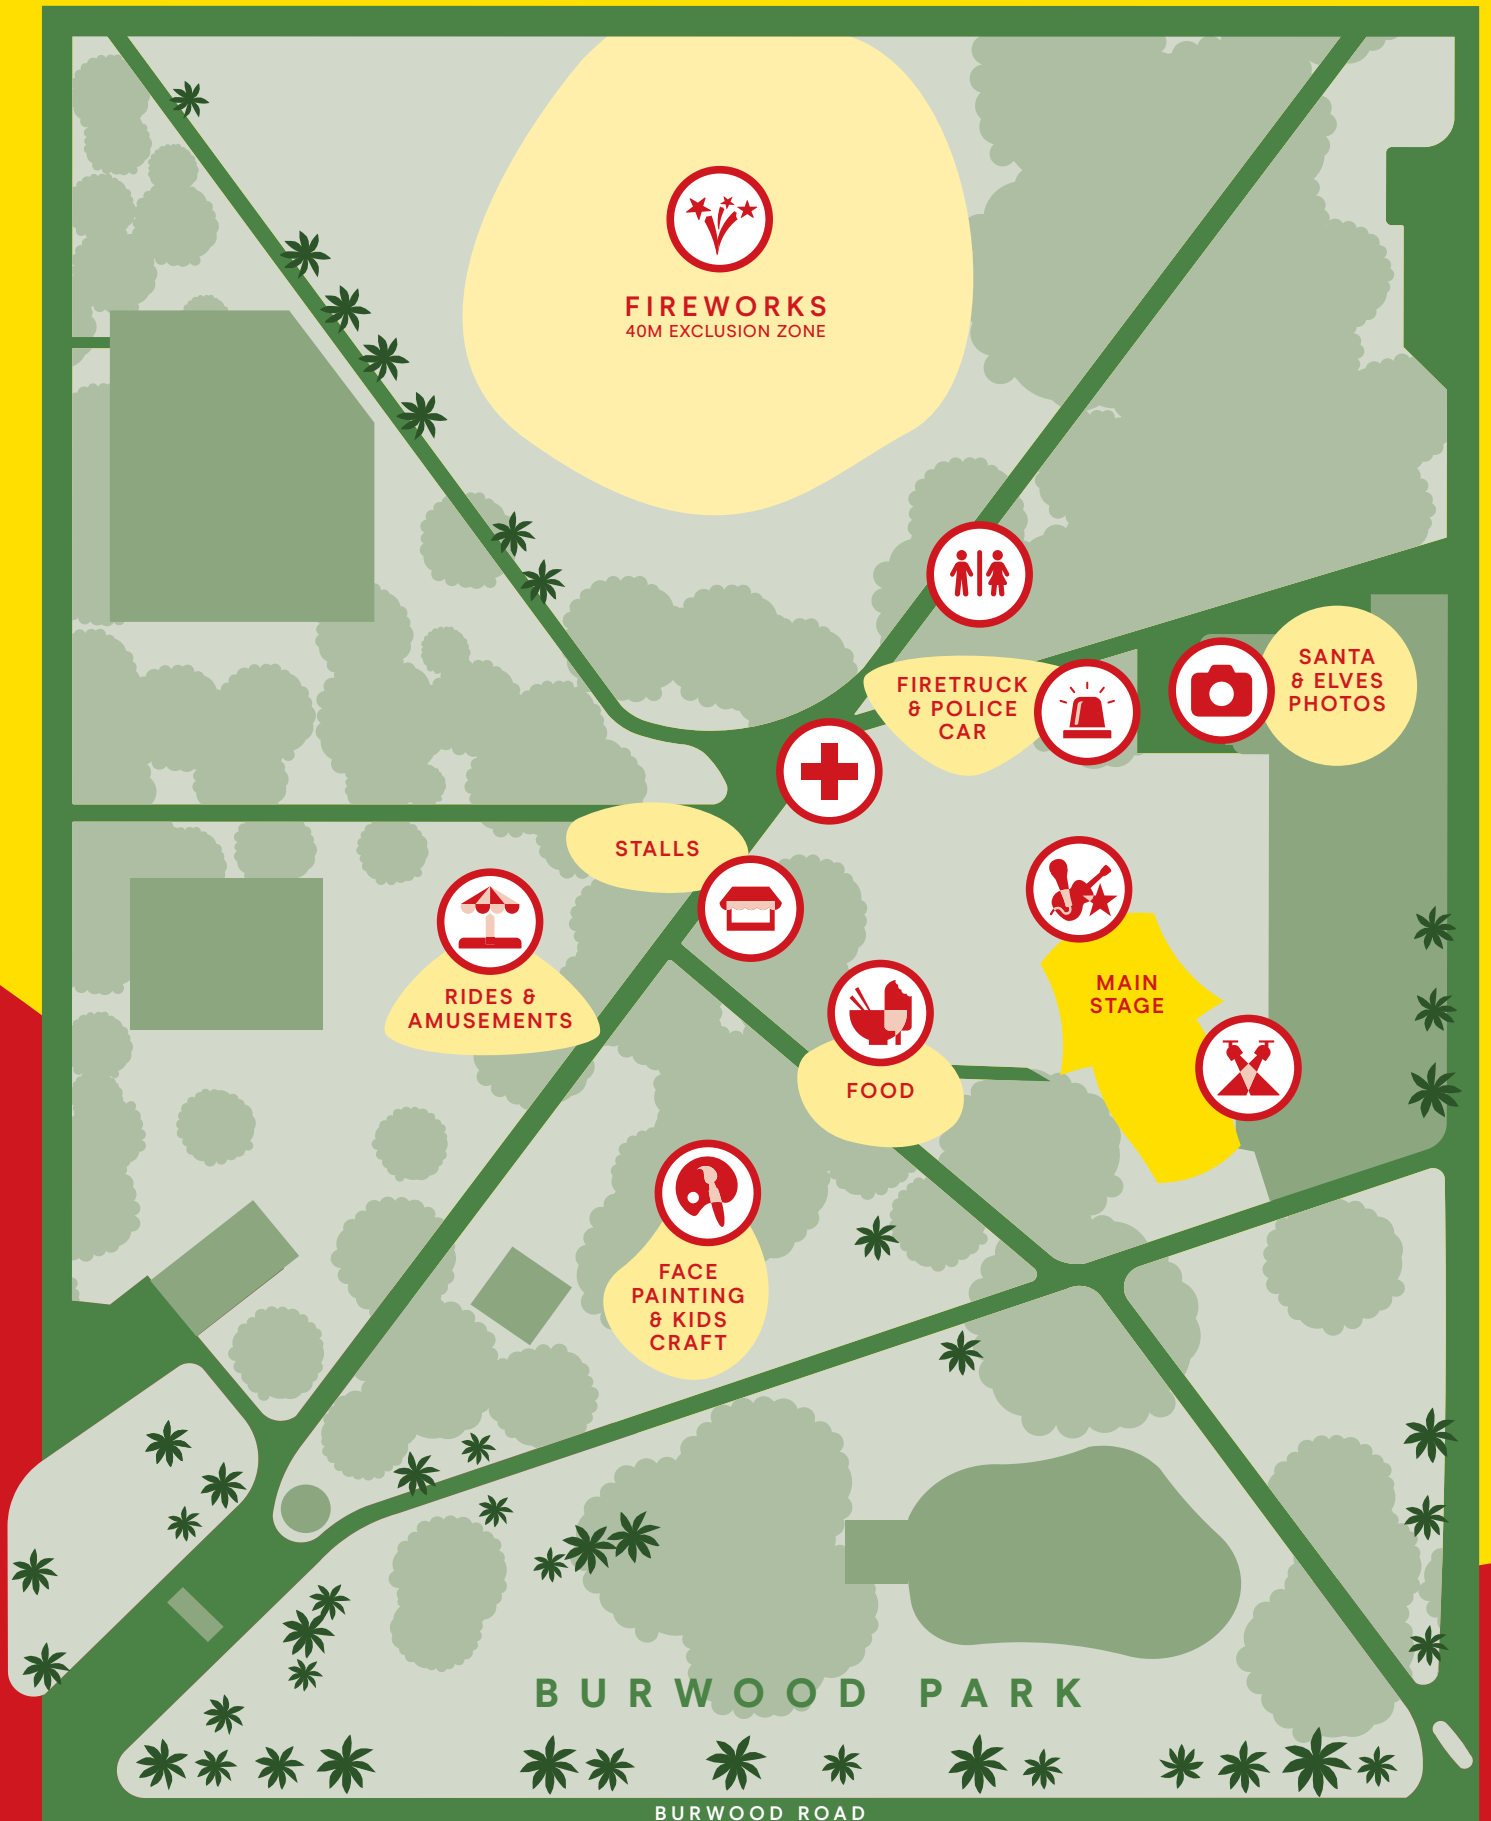 FIREWORKS
40M EXCLUSION ZONE
SANTA
& ELVES
PHOTOS
FIRETRUCK
& POLICE
CAR
STALLS
MAIN
STAGE
RIDES &
AMUSEMENTS
FOOD
FACE
PAINTING
& KIDS
CRAFT
BURWOOD PARK
BURWOOD ROAD